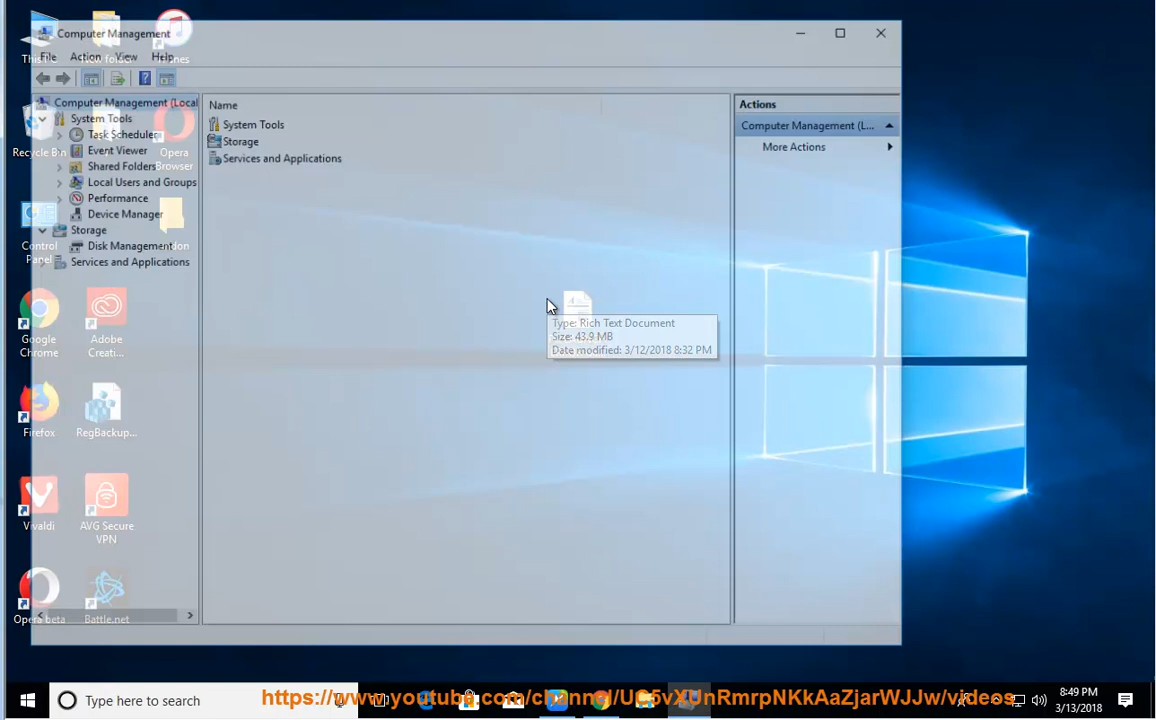 Computer Management
File Action View Help
Computer Management (Local
System Tools
Task Scheduler
Event Viewer
Shared Folders
Local Users and Groups
Performance
Device Manager
Storage
Disk Management
Services and Applications
Name
System Tools
Storage
Services and Applications
Actions
Computer Management (L...
More Actions
Type: Rich Text Document
Size: 43.9 MB
Date modified: 3/12/2018 8:32 PM
Recycle Bin
Opera
Browser
Control
Panel
Google
Chrome
Adobe
Creati...
Firefox
RegBackup...
Vivaldi
AVG Secure
VPN
Opera beta
Battle.net
Type here to search
https://www.youtube.com/channel/UC5vXUnRmrpNKkAaZjarWJJw/videos
8:49 PM
3/13/2018